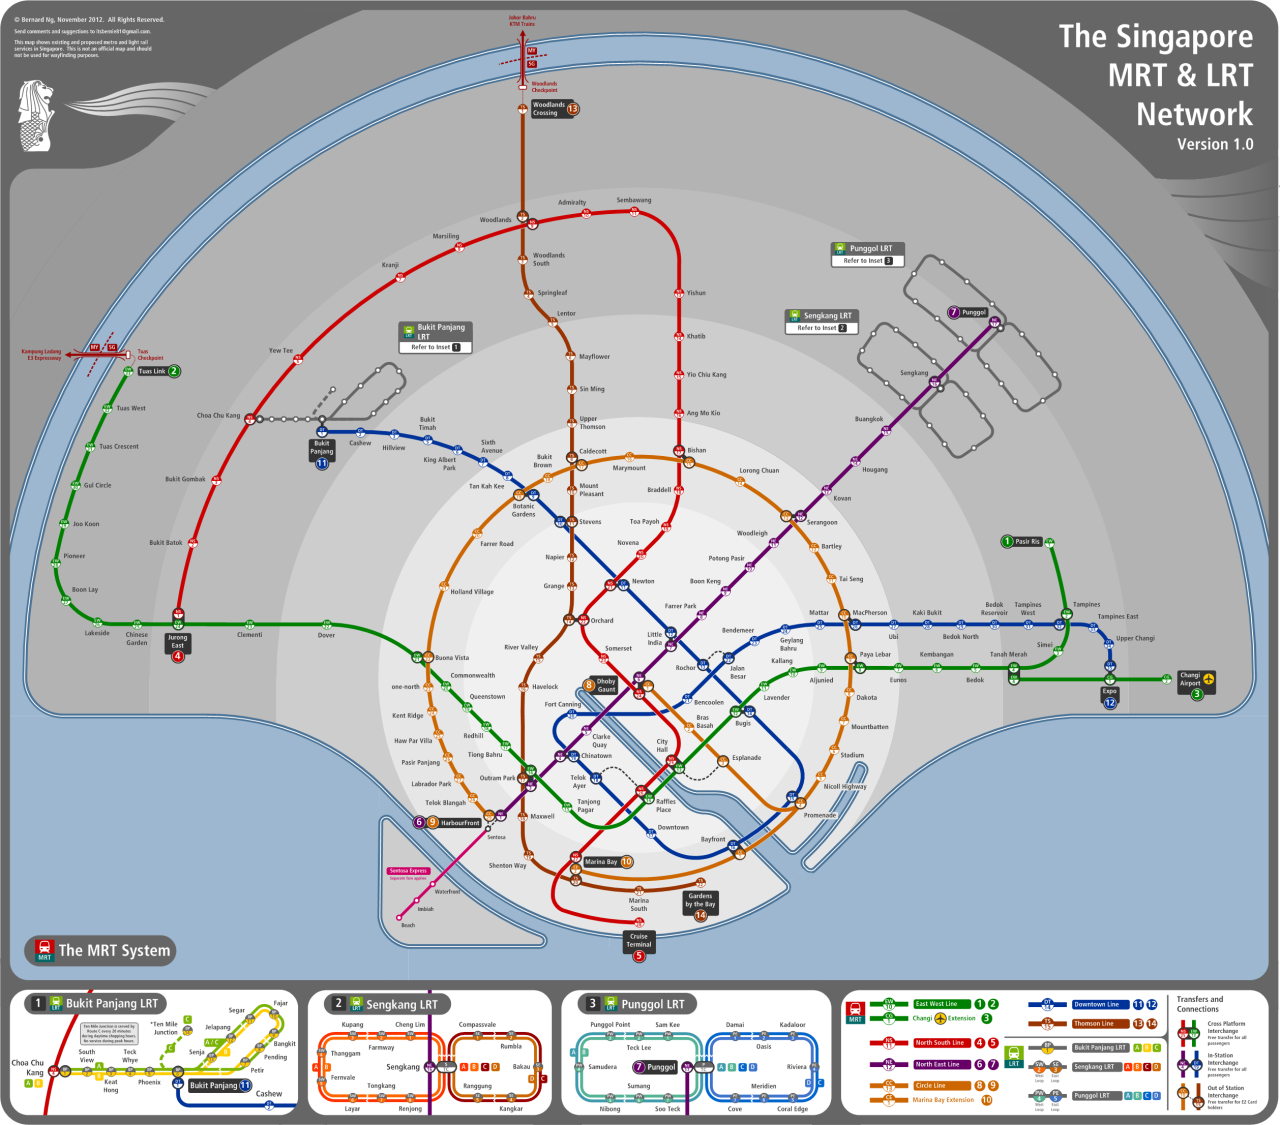 © Bernard Ng, November 2012. All Rights Reserved.
Send comments and suggestions to itsbernie01@gmail.com.
This map shows existing and proposed metro and light rail
services in Singapore. This is not an official map and should
not be used for wayfinding purposes.
The Singapore
MRT & LRT
Network
Version 1.0
Johor Bahru
KTM Trains
MY
SG
Woodlands
Checkpoint
Woodlands
Crossing
13
Woodlands
Admiralty
Sembawang
Marsiling
Kranji
Woodlands
South
Springleaf
Lentor
Mayflower
Sin Ming
Upper
Thomson
Yishun
Khatib
Yio Chiu Kang
Ang Mo Kio
Bishan
Braddell
Toa Payoh
Novena
Newton
Punggol LRT
Refer to Inset 3
Sengkang LRT
Refer to Inset 2
Bukit Panjang
LRT
Refer to Inset 1
7 Punggol
Sengkang
Buangkok
Hougang
Kovan
Serangoon
Woodleigh
Potong Pasir
Boon Keng
Farrer Park
Little
India
Kampung Ladang
E3 Expressway
MY SG
Tuas
Checkpoint
Tuas Link 2
Tuas West
Tuas Crescent
Gul Circle
Joo Koon
Pioneer
Boon Lay
Lakeside
Chinese
Garden
Jurong
East
4
Clementi
Dover
Yew Tee
Choa Chu Kang
Bukit Gombak
Bukit Batok
Bukit
Panjang
11
Cashew
Hillview
Bukit
Timah
King Albert
Park
Sixth
Avenue
Tan Kah Kee
Botanic
Gardens
Bukit
Brown
Caldecott
Marymount
Lorong Chuan
Mount
Pleasant
Stevens
Napier
Grange
Orchard
Somerset
Farrer Road
Holland Village
Buona Vista
Commonwealth
Queenstown
Redhill
Tiong Bahru
Outram Park
one-north
Kent Ridge
Haw Par Villa
Pasir Panjang
Labrador Park
Telok Blangah
6 9 HarbourFront
Sentosa
Sentosa Express
Separate fare applies
Waterfront
Imbiah
Beach
River Valley
Havelock
Fort Canning
8 Dhoby
Gaunt
Clarke
Quay
Chinatown
Telok
Ayer
Tanjong
Pagar
Maxwell
Shenton Way
Marina Bay 10
Marina
South
Gardens
by the Bay
14
Cruise
Terminal
5
City
Hall
Raffles
Place
Downtown
Bayfront
Promenade
Nicoll Highway
Stadium
Mountbatten
Dakota
Esplanade
Bras
Basah
Bencoolen
Bugis
Rochor
Jalan
Besar
Lavender
Kallang
Aljunied
Bendemeer
Geylang
Bahru
Mattar
MacPherson
Tai Seng
Bartley
Ubi
Kaki Bukit
Bedok North
Bedok
Reservoir
Tampines
West
Tampines
Tampines East
Upper Changi
Expo
12
1 Pasir Ris
Simei
Tanah Merah
Bedok
Kembangan
Eunos
Paya Lebar
Changi
Airport
3
MRT
The MRT System
1 Bukit Panjang LRT
Ten Mile Junction is served by
Route C every 20 minutes
during daytime shopping hours.
No service during peak hours.
*Ten Mile
Junction
Choa Chu
Kang
A B
South
View
Keat
Hong
Teck
Whye
Phoenix
Bukit Panjang 11
Cashew
Senja
Jelapang
Segar
Fajar
Bangkit
Pending
Petir
2 Sengkang LRT
Kupang
Cheng Lim
Thanggam
Farmway
Fernvale
Tongkang
Layar
Renjong
Sengkang
A B C D
Compassvale
Rumbia
Bakau
Ranggung
Kangkar
3 Punggol LRT
Punggol Point
Sam Kee
Teck Lee
Samudera
7 Punggol
Sumang
Nibong
Soo Teck
A B C D
Damai
Kadaloor
Oasis
Riviera
Meridien
Cove
Coral Edge
MRT
East West Line 1 2
Changi Extension 3
North South Line 4 5
North East Line 6 7
Circle Line 8 9
Marina Bay Extension 10
Downtown Line 11 12
Thomson Line 13 14
LRT
Bukit Panjang LRT A B C
Sengkang LRT A B C D
West
Loop
East
Loop
Punggol LRT A B C D
West
Loop
East
Loop
Transfers and
Connections
Cross Platform
Interchange
Free transfer for all
passengers
In-Station
Interchange
Free transfer for all
passengers
Out of Station
Interchange
Free transfer for EZ Card
holders